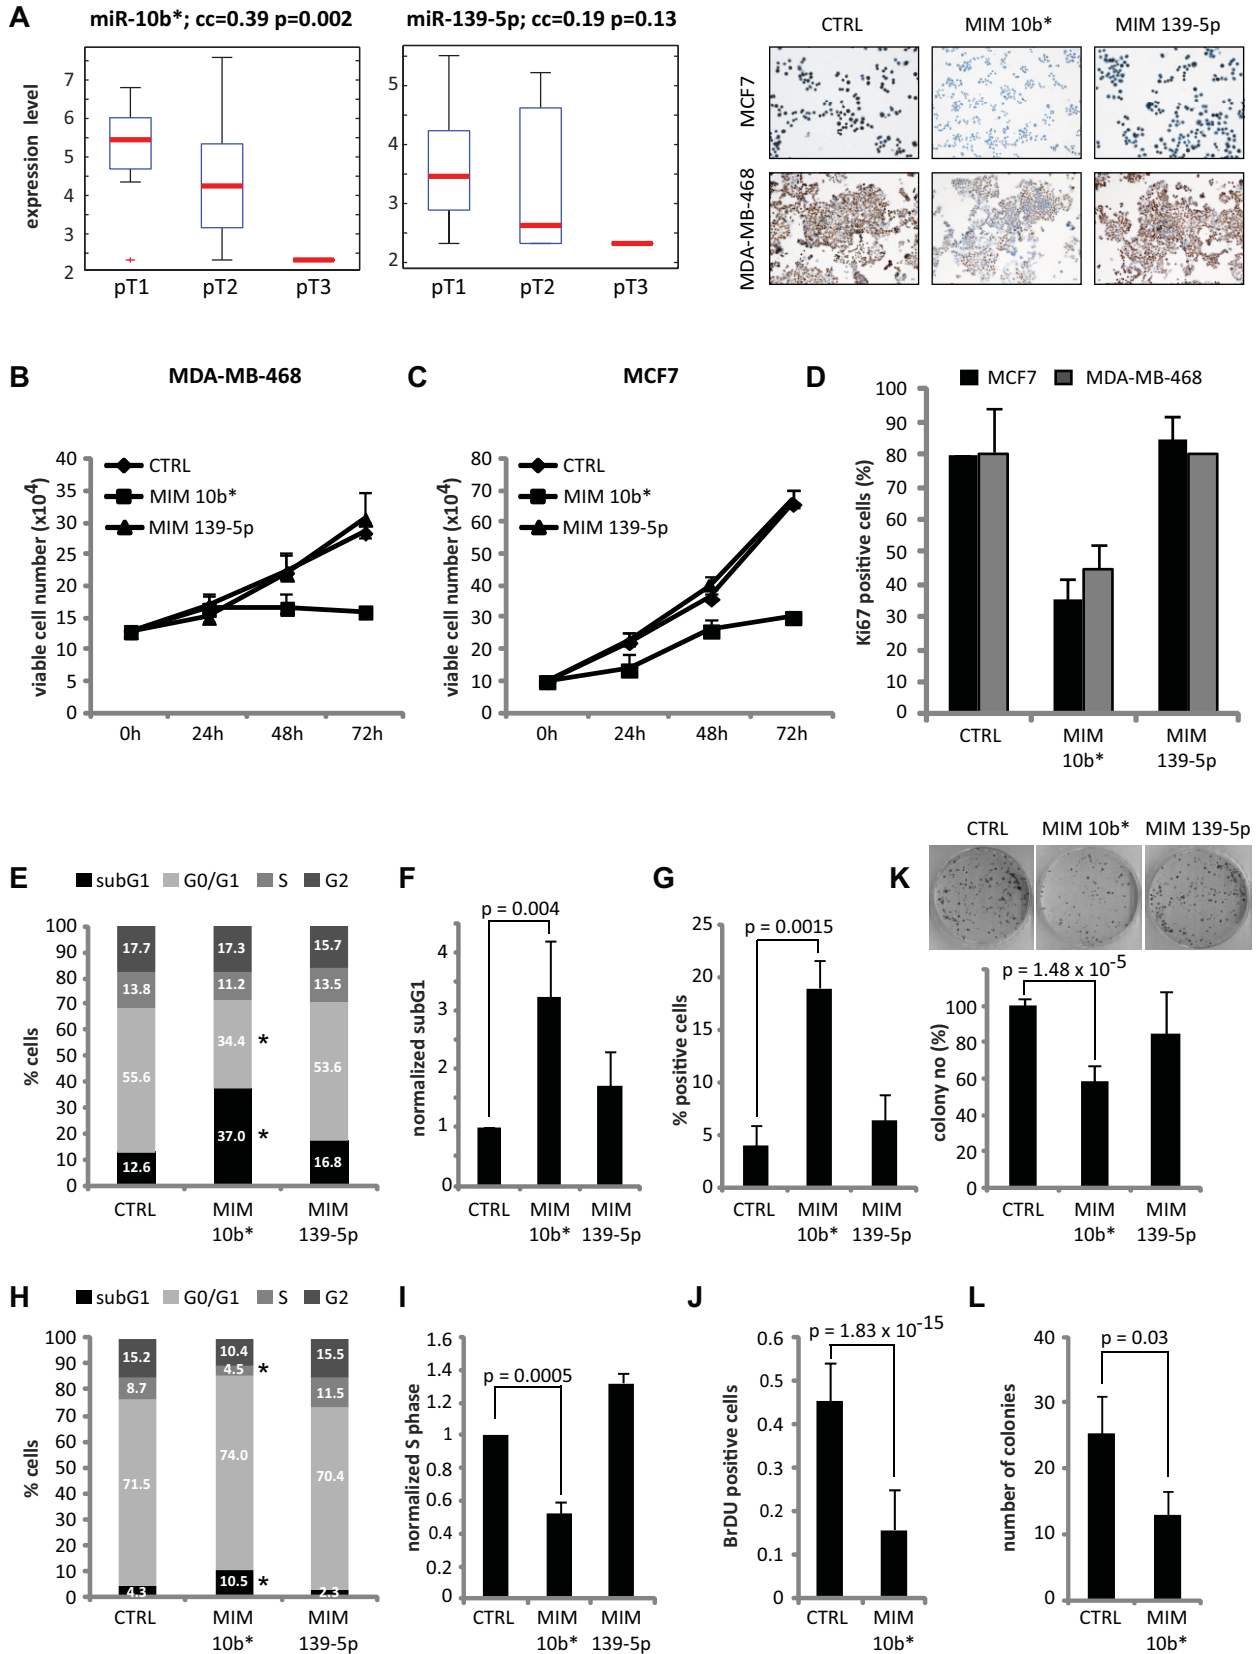 A
miR-10b*; cc=0.39 p=0.002
miR-139-5p; cc=0.19 p=0.13
expression level
7
6
5
4
3
2
pT1 pT2 pT3
5
4
3
2
pT1 pT2 pT3
CTRL MIM 10b* MIM 139-5p
MCF7
MDA-MB-468
B
MDA-MB-468
viable cell number (x10⁴)
40
35
30
25
20
15
10
5
0
CTRL
MIM 10b*
MIM 139-5p
0h 24h 48h 72h
C
MCF7
viable cell number (x10⁴)
80
70
60
50
40
30
20
10
0
CTRL
MIM 10b*
MIM 139-5p
0h 24h 48h 72h
D
MCF7 MDA-MB-468
Ki67 positive cells (%)
100
90
80
70
60
50
40
30
20
10
0
CTRL MIM 10b* MIM 139-5p
E
subG1 G0/G1 S G2
% cells
100
90
80
70
60
50
40
30
20
10
0
17.7 17.3 15.7
13.8 11.2 13.5
55.6 34.4 * 53.6
12.6 37.0 * 16.8
CTRL MIM 10b* MIM 139-5p
F
p = 0.004
normalized subG1
4
3
2
1
0
CTRL MIM 10b* MIM 139-5p
G
p = 0.0015
% positive cells
25
20
15
10
5
0
CTRL MIM 10b* MIM 139-5p
K
CTRL MIM 10b* MIM 139-5p
p = 1.48 x 10⁻⁵
colony no (%)
100
80
60
40
20
0
CTRL MIM 10b* MIM 139-5p
H
subG1 G0/G1 S G2
% cells
100
90
80
70
60
50
40
30
20
10
0
15.2 10.4 15.5
8.7 4.5 * 11.5
71.5 74.0 70.4
4.3 10.5 * 2.3
CTRL MIM 10b* MIM 139-5p
I
p = 0.0005
normalized S phase
1.6
1.4
1.2
1
0.8
0.6
0.4
0.2
0
CTRL MIM 10b* MIM 139-5p
J
p = 1.83 x 10⁻¹⁵
BrDU positive cells
0.6
0.5
0.4
0.3
0.2
0.1
0
CTRL MIM 10b*
L
p = 0.03
number of colonies
40
30
20
10
0
CTRL MIM 10b*